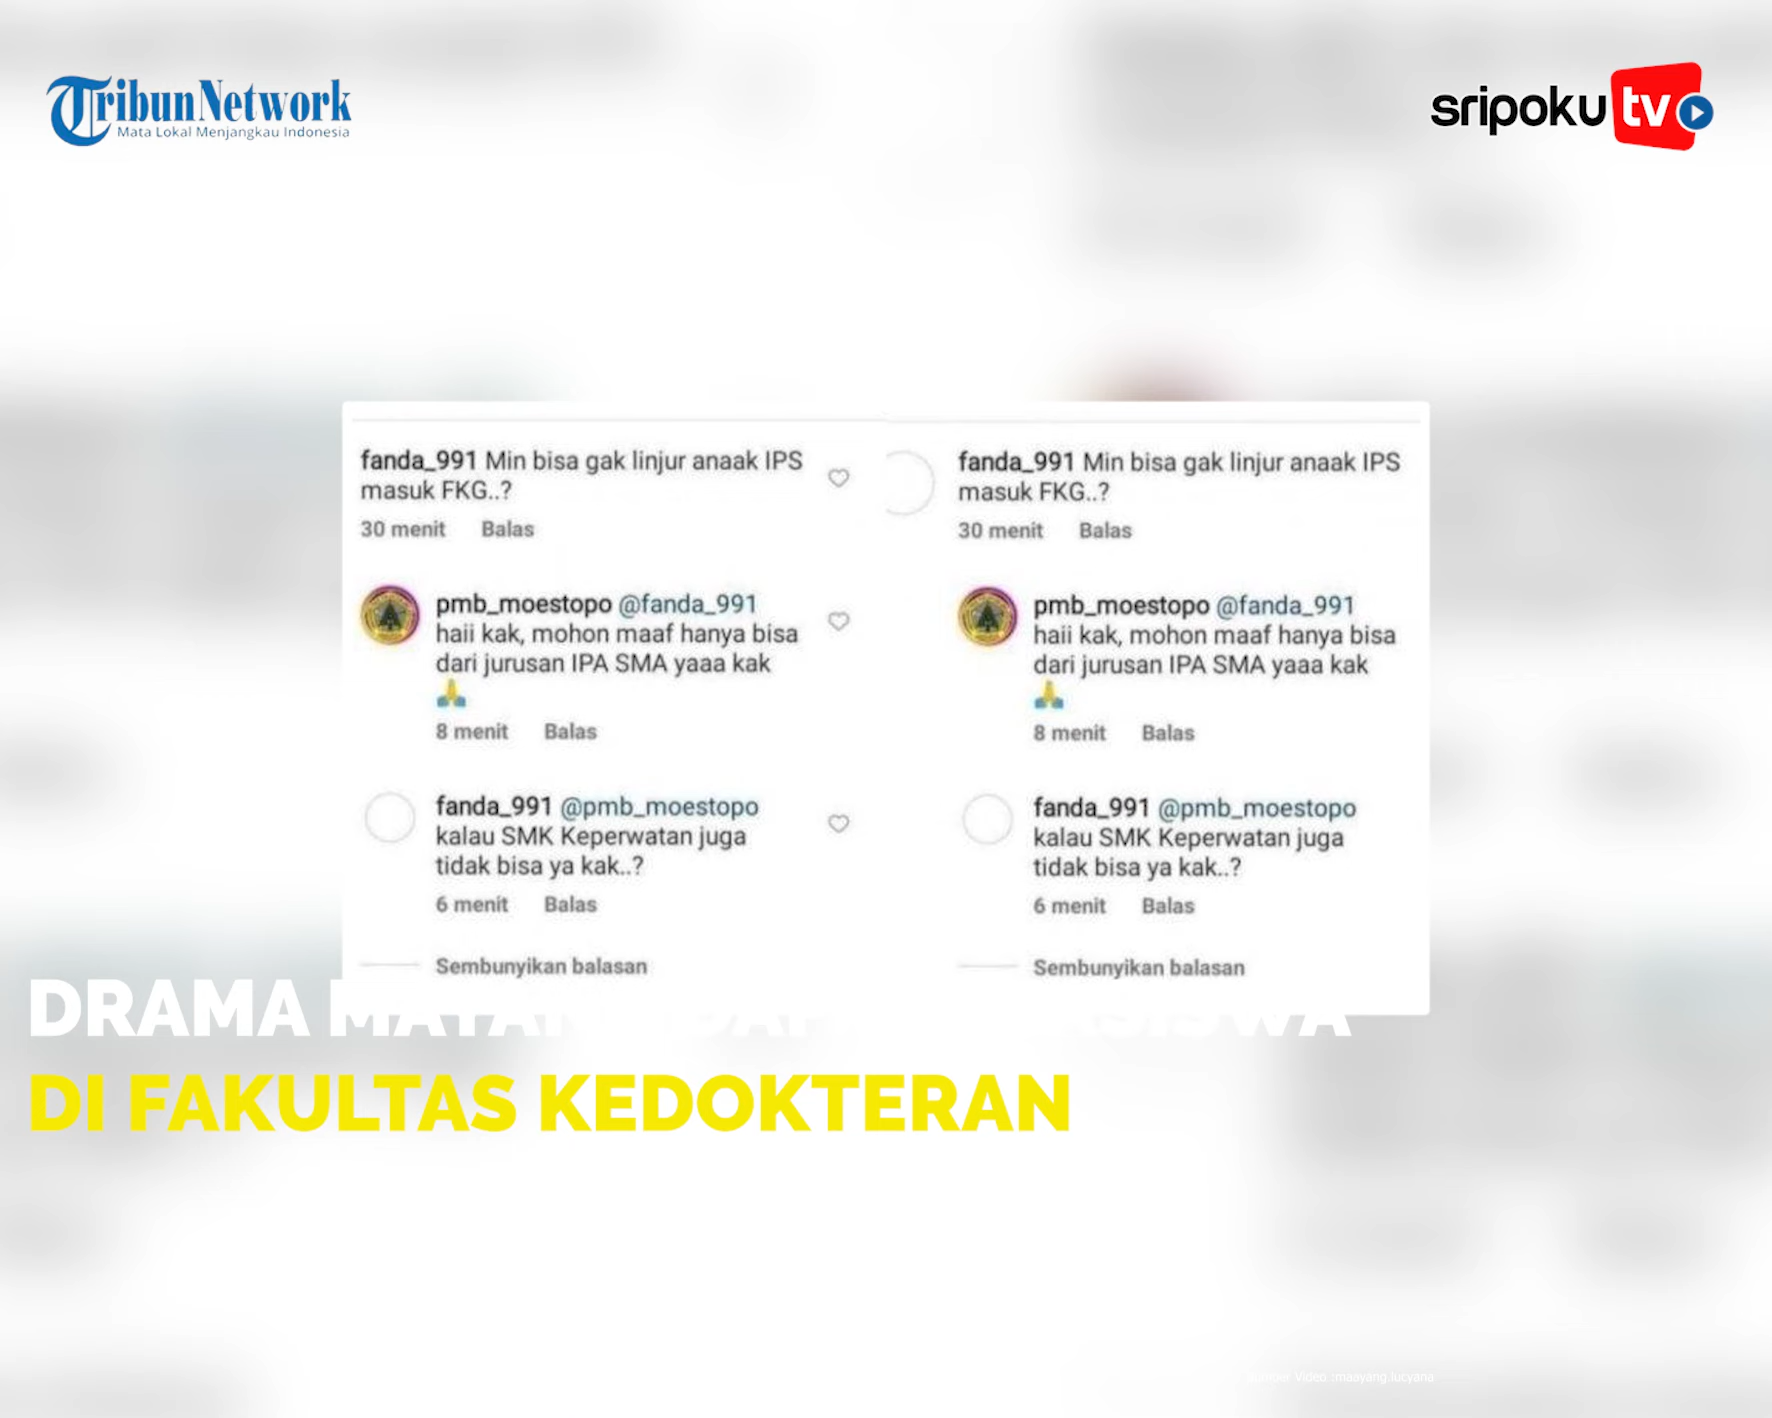 TribunNetwork
Mata Lokal Menjangkau Indonesia
sripoku tv
fanda_991 Min bisa gak linjur anaak IPS
masuk FKG..?
30 menit Balas
pmb_moestopo @fanda_991
haii kak, mohon maaf hanya bisa
dari jurusan IPA SMA yaaa kak
🙏
8 menit Balas
fanda_991 @pmb_moestopo
kalau SMK Keperwatan juga
tidak bisa ya kak..?
6 menit Balas
Sembunyikan balasan
fanda_991 Min bisa gak linjur anaak IPS
masuk FKG..?
30 menit Balas
pmb_moestopo @fanda_991
haii kak, mohon maaf hanya bisa
dari jurusan IPA SMA yaaa kak
🙏
8 menit Balas
fanda_991 @pmb_moestopo
kalau SMK Keperwatan juga
tidak bisa ya kak..?
6 menit Balas
Sembunyikan balasan
DRAMA
DI FAKULTAS KEDOKTERAN
Video :maayang.lucyana